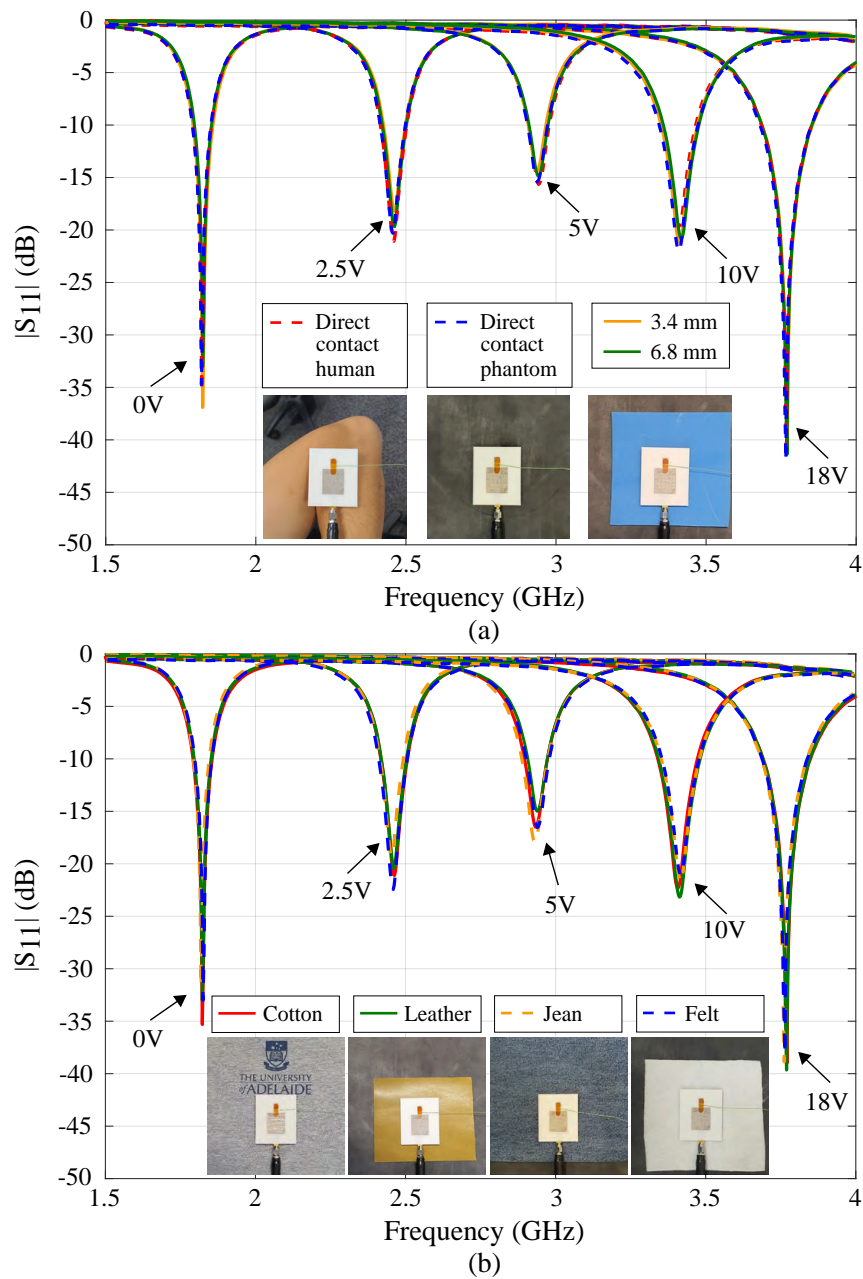 0
-5
-10
-15
-20
-25
-30
-35
-40
-45
-50
|S11| (dB)
0V
2.5V
5V
10V
18V
Direct
contact
human
Direct
contact
phantom
3.4 mm
6.8 mm
1.5
2
2.5
3
3.5
4
Frequency (GHz)
(a)
0
-5
-10
-15
-20
-25
-30
-35
-40
-45
-50
|S11| (dB)
0V
2.5V
5V
10V
18V
Cotton
Leather
Jean
Felt
THE UNIVERSITY
of ADELAIDE
1.5
2
2.5
3
3.5
4
Frequency (GHz)
(b)